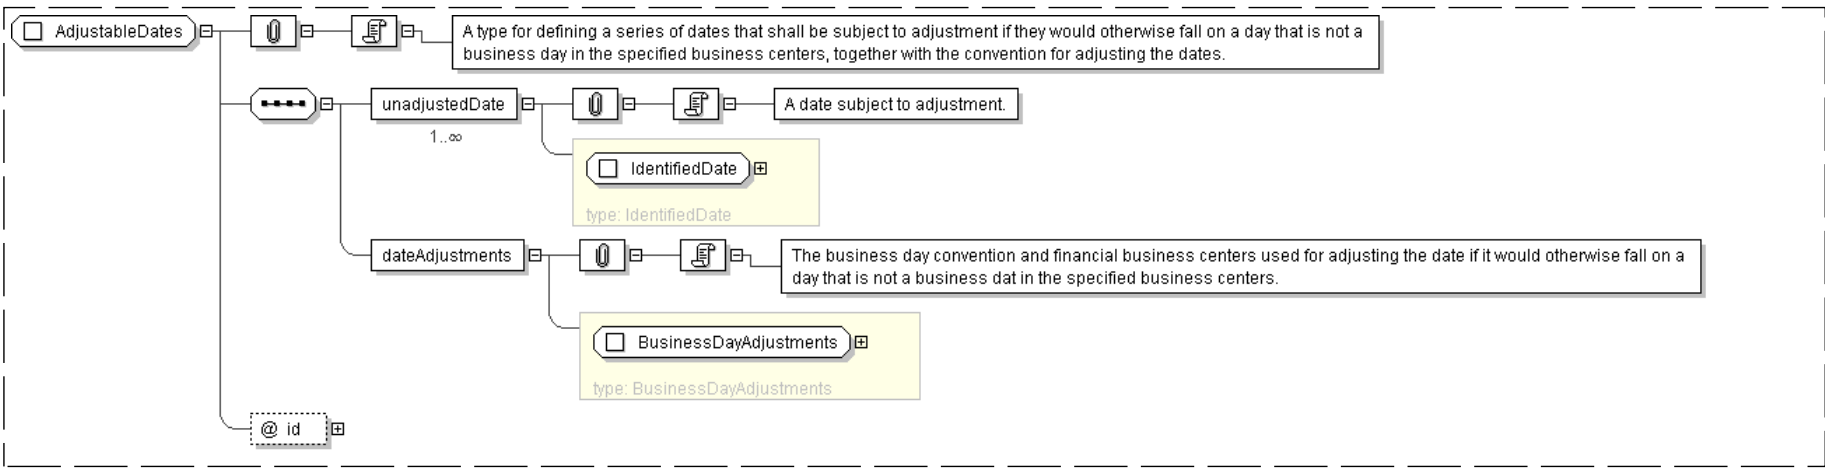 AdjustableDates
A type for defining a series of dates that shall be subject to adjustment if they would otherwise fall on a day that is not a
business day in the specified business centers, together with the convention for adjusting the dates.
unadjustedDate
1..∞
A date subject to adjustment.
IdentifiedDate
type: IdentifiedDate
dateAdjustments
The business day convention and financial business centers used for adjusting the date if it would otherwise fall on a
day that is not a business dat in the specified business centers.
BusinessDayAdjustments
type: BusinessDayAdjustments
@ id